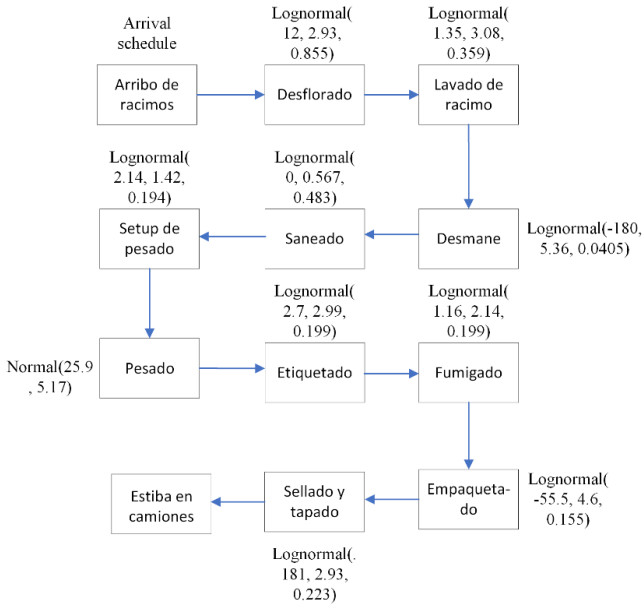 Arrival
schedule
Lognormal(
12, 2.93,
0.855)
Lognormal(
1.35, 3.08,
0.359)
Arribo de
racimos
Desflorado
Lavado de
racimo
Lognormal(
2.14, 1.42,
0.194)
Lognormal(
0, 0.567,
0.483)
Setup de
pesado
Saneado
Desmane
Lognormal(-180,
5.36, 0.0405)
Lognormal(
2.7, 2.99,
0.199)
Lognormal(
1.16, 2.14,
0.199)
Normal(25.9
, 5.17)
Pesado
Etiquetado
Fumigado
Estiba en
camiones
Sellado y
tapado
Empaqueta-
do
Lognormal(
-55.5, 4.6,
0.155)
Lognormal(.
181, 2.93,
0.223)